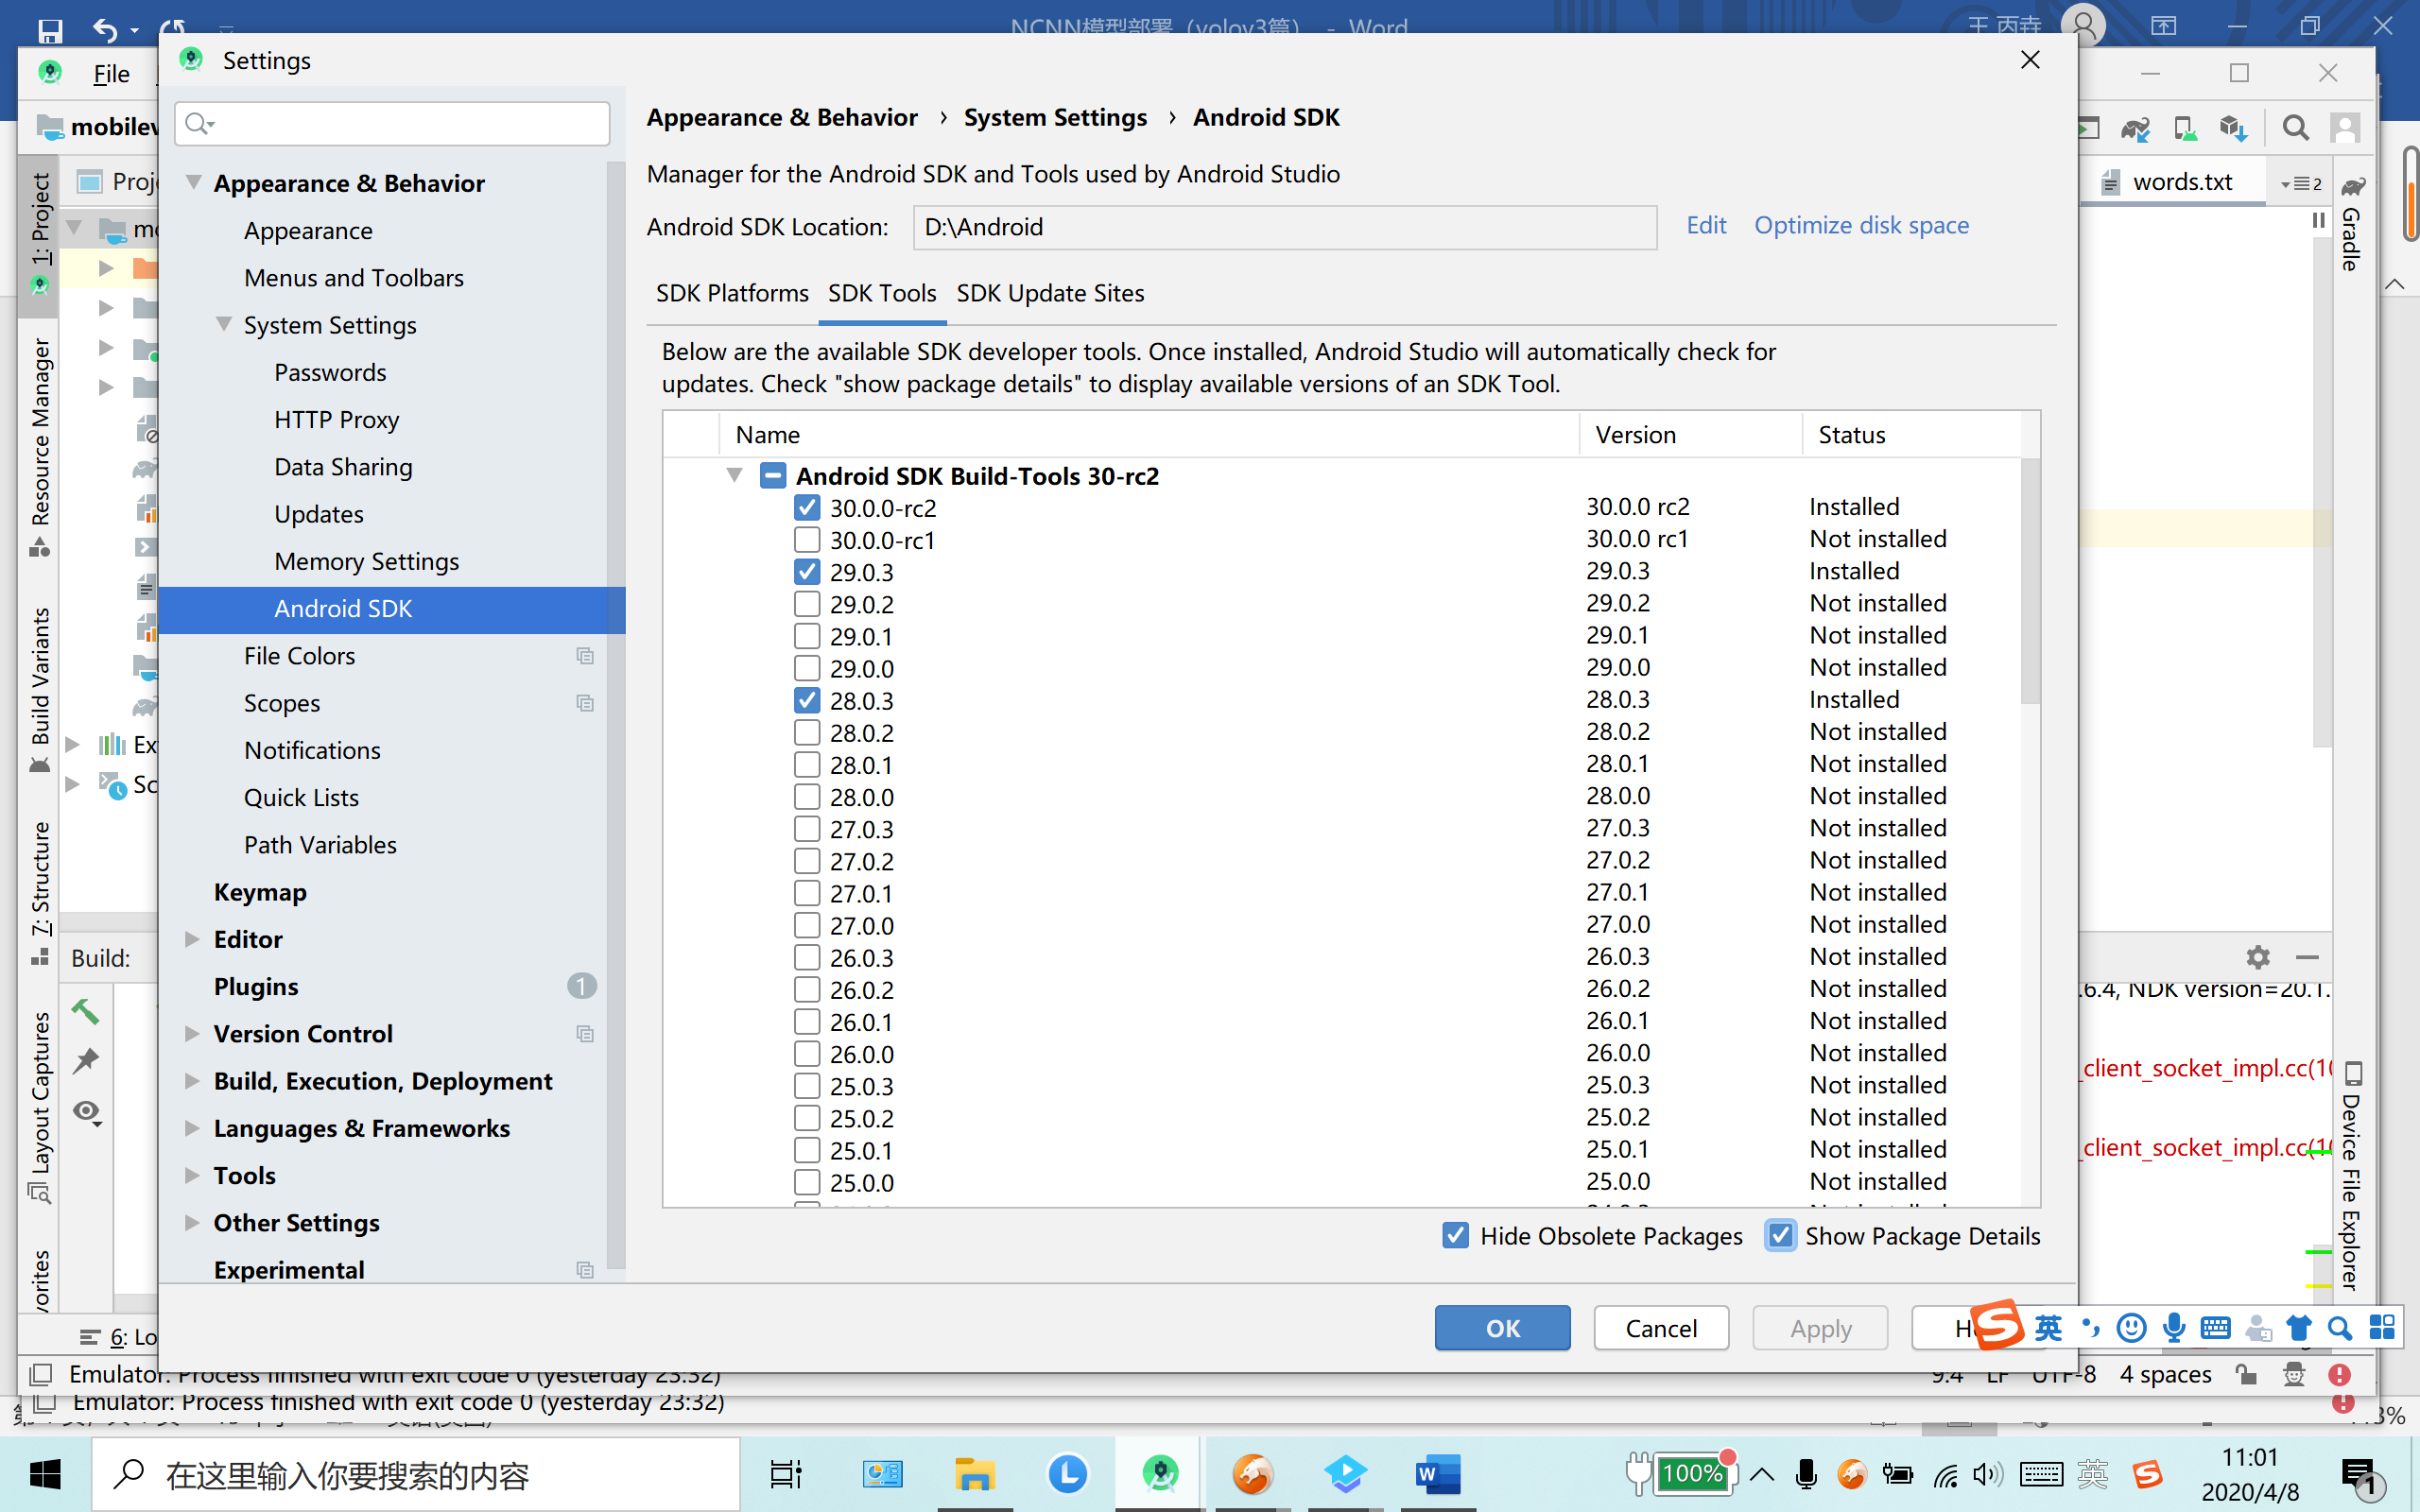 NCNN模型部署（yolov3篇） - Word
File
Settings
mobilev
Appearance & Behavior › System Settings › Android SDK
Manager for the Android SDK and Tools used by Android Studio
Android SDK Location:
D:\Android
Edit
Optimize disk space
SDK Platforms
SDK Tools
SDK Update Sites
Below are the available SDK developer tools. Once installed, Android Studio will automatically check for
updates. Check "show package details" to display available versions of an SDK Tool.
Name Version Status
Android SDK Build-Tools 30-rc2
30.0.0-rc2 30.0.0 rc2 Installed
30.0.0-rc1 30.0.0 rc1 Not installed
29.0.3 29.0.3 Installed
29.0.2 29.0.2 Not installed
29.0.1 29.0.1 Not installed
29.0.0 29.0.0 Not installed
28.0.3 28.0.3 Installed
28.0.2 28.0.2 Not installed
28.0.1 28.0.1 Not installed
28.0.0 28.0.0 Not installed
27.0.3 27.0.3 Not installed
27.0.2 27.0.2 Not installed
27.0.1 27.0.1 Not installed
27.0.0 27.0.0 Not installed
26.0.3 26.0.3 Not installed
26.0.2 26.0.2 Not installed
26.0.1 26.0.1 Not installed
26.0.0 26.0.0 Not installed
25.0.3 25.0.3 Not installed
25.0.2 25.0.2 Not installed
25.0.1 25.0.1 Not installed
25.0.0 25.0.0 Not installed
Hide Obsolete Packages
Show Package Details
OK
Cancel
Apply
Appearance & Behavior
Appearance
Menus and Toolbars
System Settings
Passwords
HTTP Proxy
Data Sharing
Updates
Memory Settings
Android SDK
File Colors
Scopes
Notifications
Quick Lists
Path Variables
Keymap
Editor
Plugins 1
Version Control
Build, Execution, Deployment
Languages & Frameworks
Tools
Other Settings
Experimental
1: Project
Resource Manager
Build Variants
7: Structure
Layout Captures
vorites
Proj
mo
Ex
Sc
Build:
6: Lo
words.txt
2
Gradle
Device File Explorer
.6.4, NDK version=20.1.
_client_socket_impl.cc(10
_client_socket_impl.cc(10
英
Emulator: Process finished with exit code 0 (yesterday 23:32)
9:4 LF UTF-8 4 spaces
Emulator: Process finished with exit code 0 (yesterday 23:32)
在这里输入你要搜索的内容
100%
英
11:01
2020/4/8
1